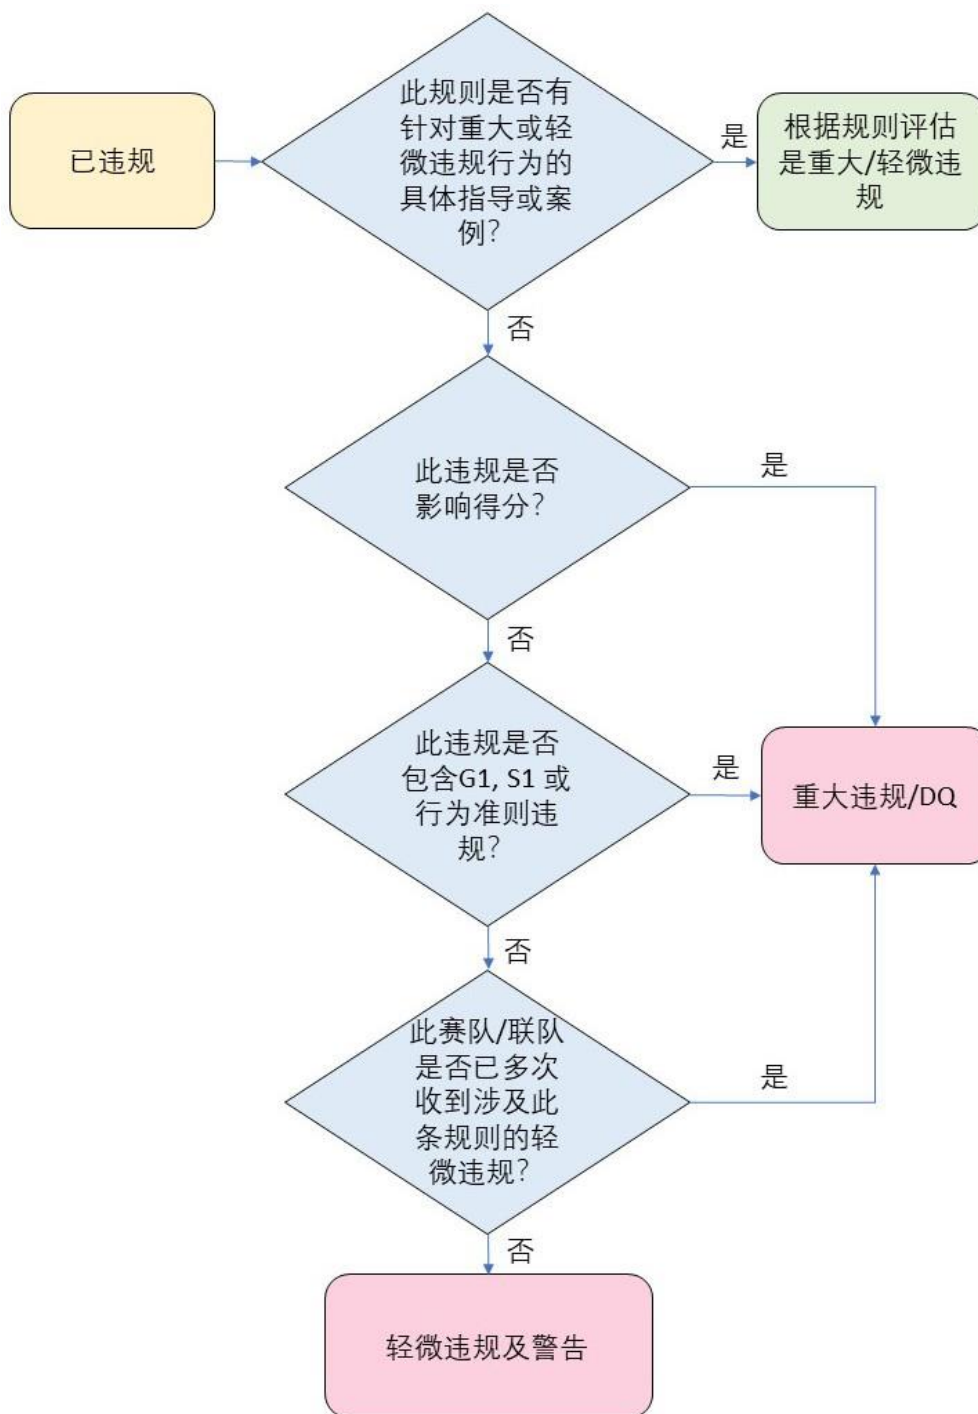 已违规
此规则是否有
针对重大或轻
微违规行为的
具体指导或案
例？
是
根据规则评估
是重大/轻微违
规
否
此违规是否
影响得分？
是
否
此违规是否
包含G1, S1 或
行为准则违
规？
是
重大违规/DQ
否
此赛队/联队
是否已多次
收到涉及此
条规则的轻
微违规？
是
否
轻微违规及警告